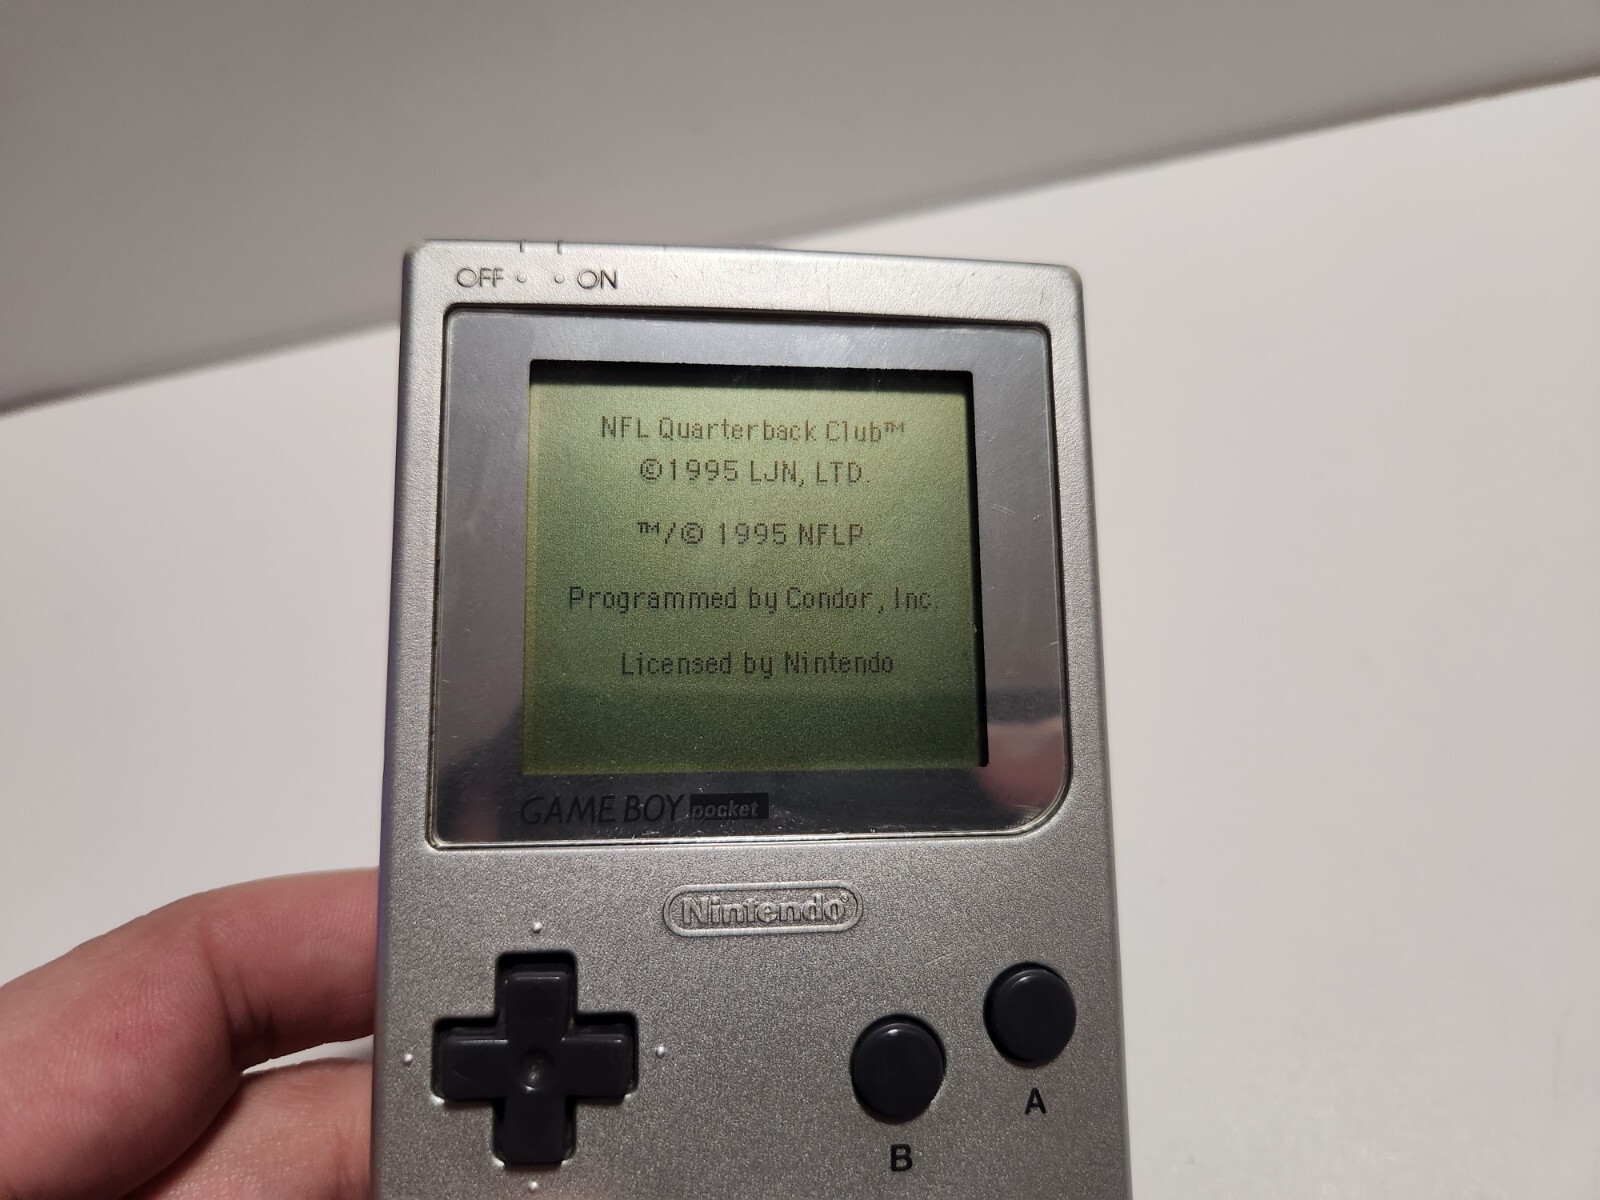 OFF ON
NFL Quarterback Club™
©1995 LJN, LTD.
™/© 1995 NFLP.
Programmed by Condor, Inc.
Licensed by Nintendo
GAME BOY pocket
Nintendo®
A
B